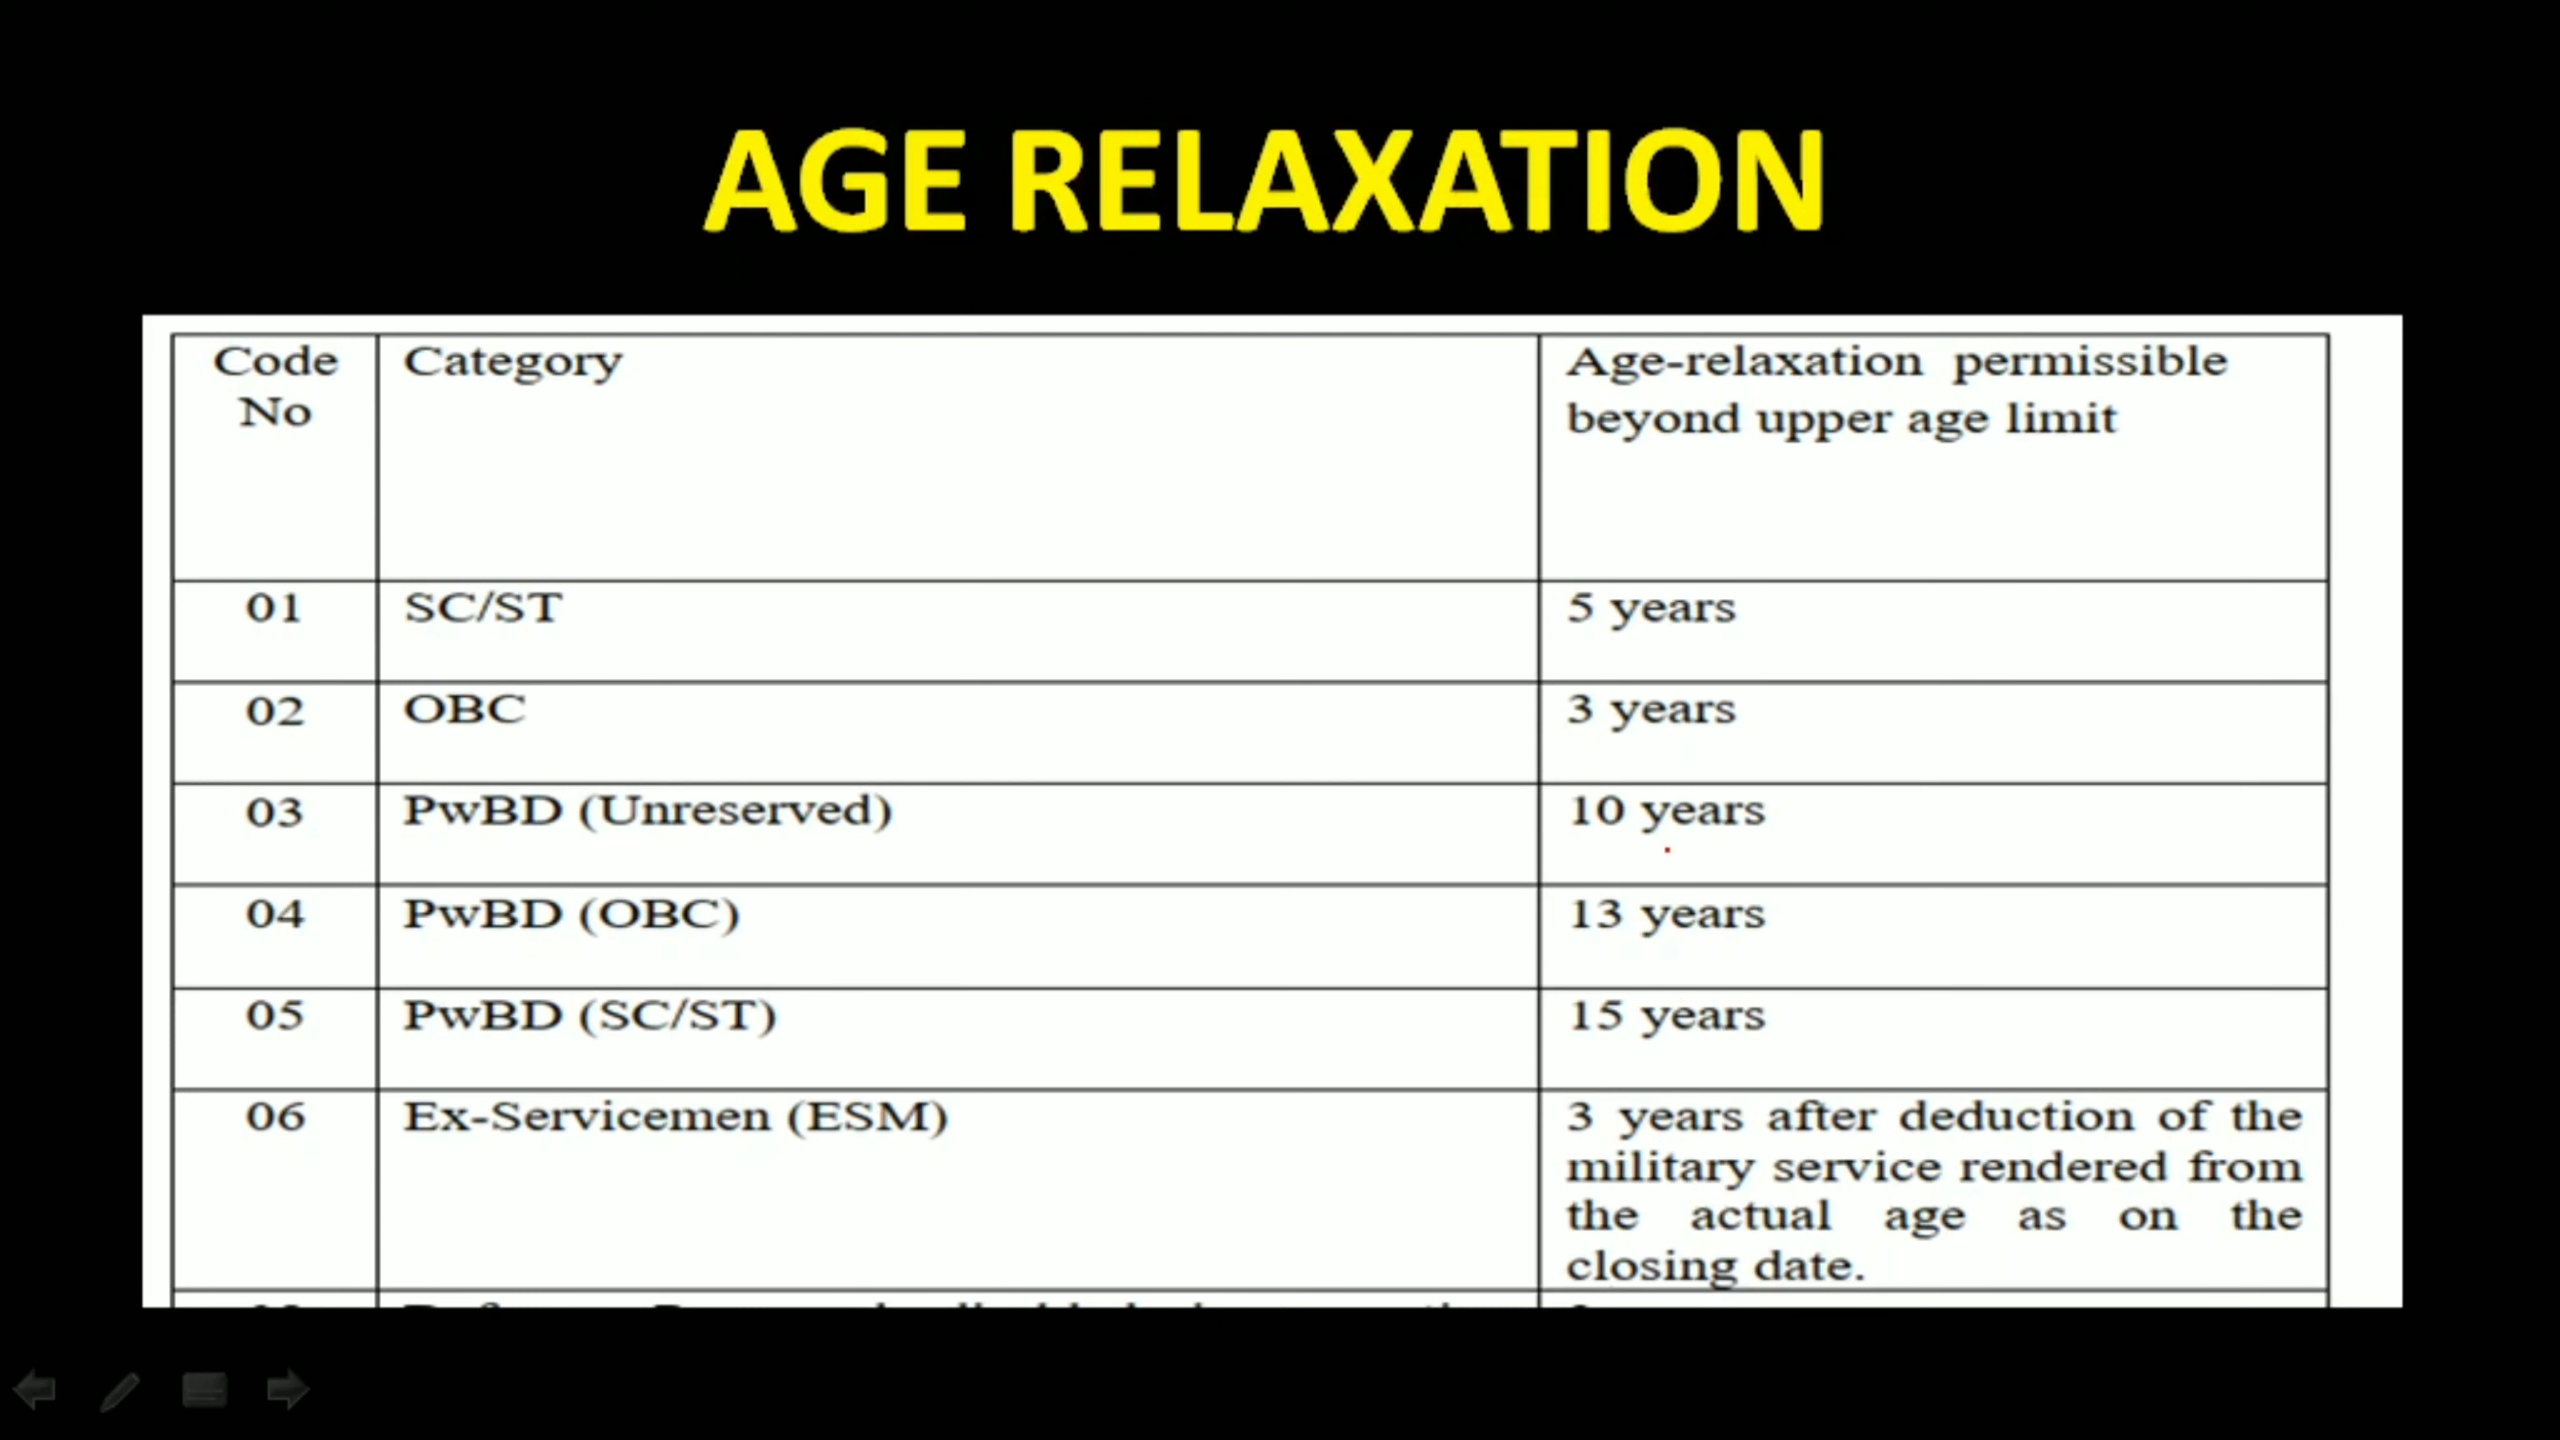 AGE RELAXATION
Code No
Category
Age-relaxation permissible
beyond upper age limit
01 SC/ST 5 years
02 OBC 3 years
03 PwBD (Unreserved) 10 years
04 PwBD (OBC) 13 years
05 PwBD (SC/ST) 15 years
06 Ex-Servicemen (ESM) 3 years after deduction of the
military service rendered from
the actual age as on the
closing date.